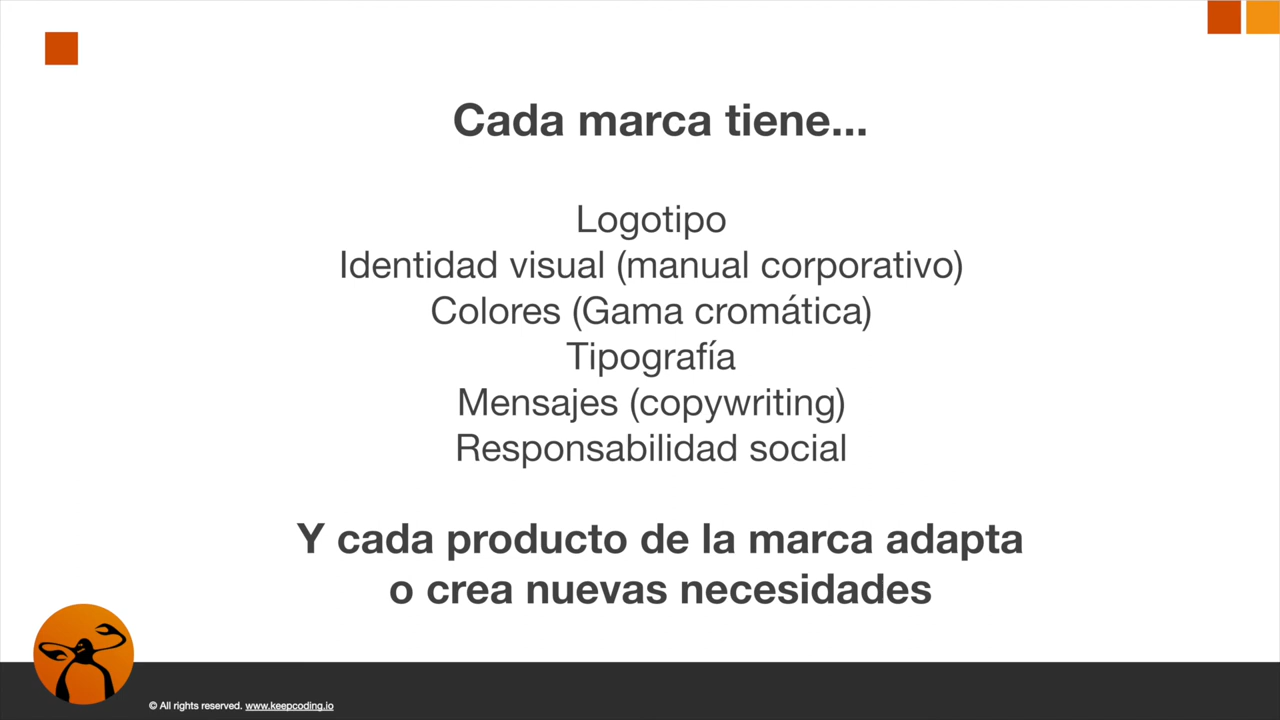 Cada marca tiene...
Logotipo
Identidad visual (manual corporativo)
Colores (Gama cromática)
Tipografía
Mensajes (copywriting)
Responsabilidad social
Y cada producto de la marca adapta
o crea nuevas necesidades
© All rights reserved. www.keepcoding.io